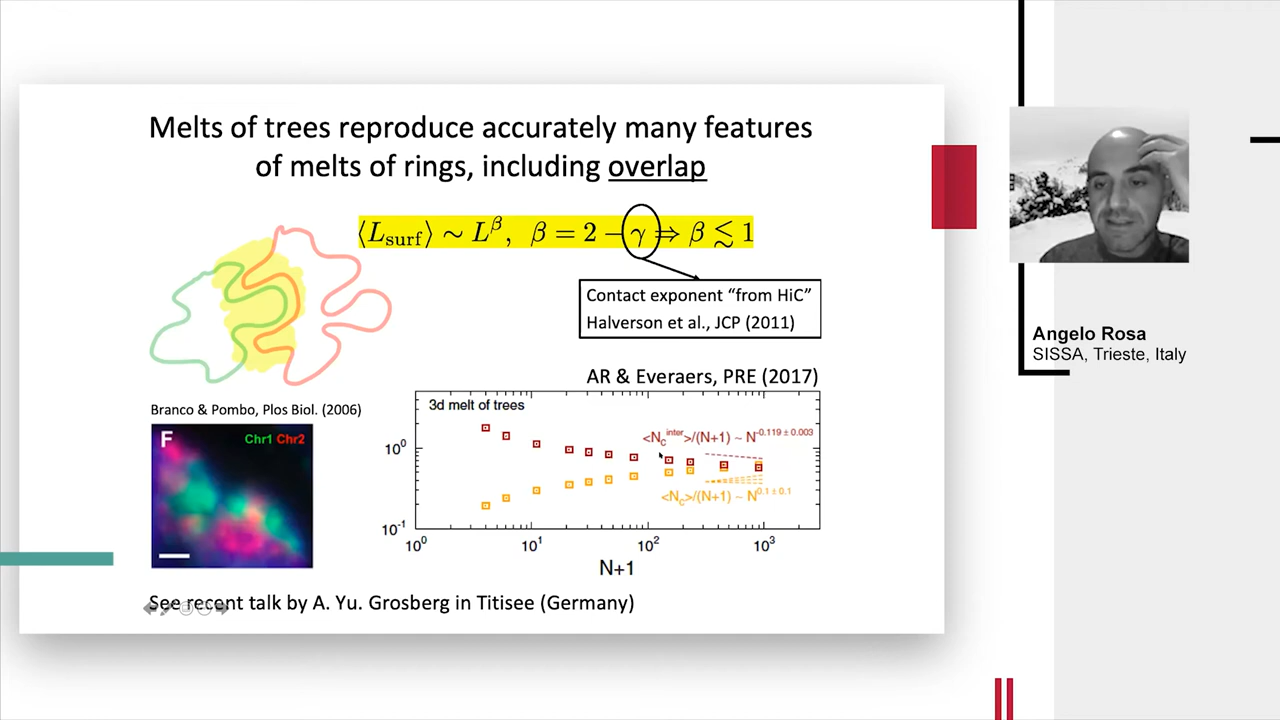 Melts of trees reproduce accurately many features
of melts of rings, including overlap
⟨L_surf⟩ ∼ L^β, β = 2 − γ ⇒ β ≲ 1
Contact exponent “from HiC”
Halverson et al., JCP (2011)
AR & Everaers, PRE (2017)
Branco & Pombo, Plos Biol. (2006)
F
Chr1 Chr2
3d melt of trees
<N_c^inter>/(N+1) ~ N^-0.119 ± 0.003
<N_c>/(N+1) ~ N^0.1 ± 0.1
10^0
10^-1
10^0 10^1 10^2 10^3
N+1
See recent talk by A. Yu. Grosberg in Titisee (Germany)
Angelo Rosa
SISSA, Trieste, Italy